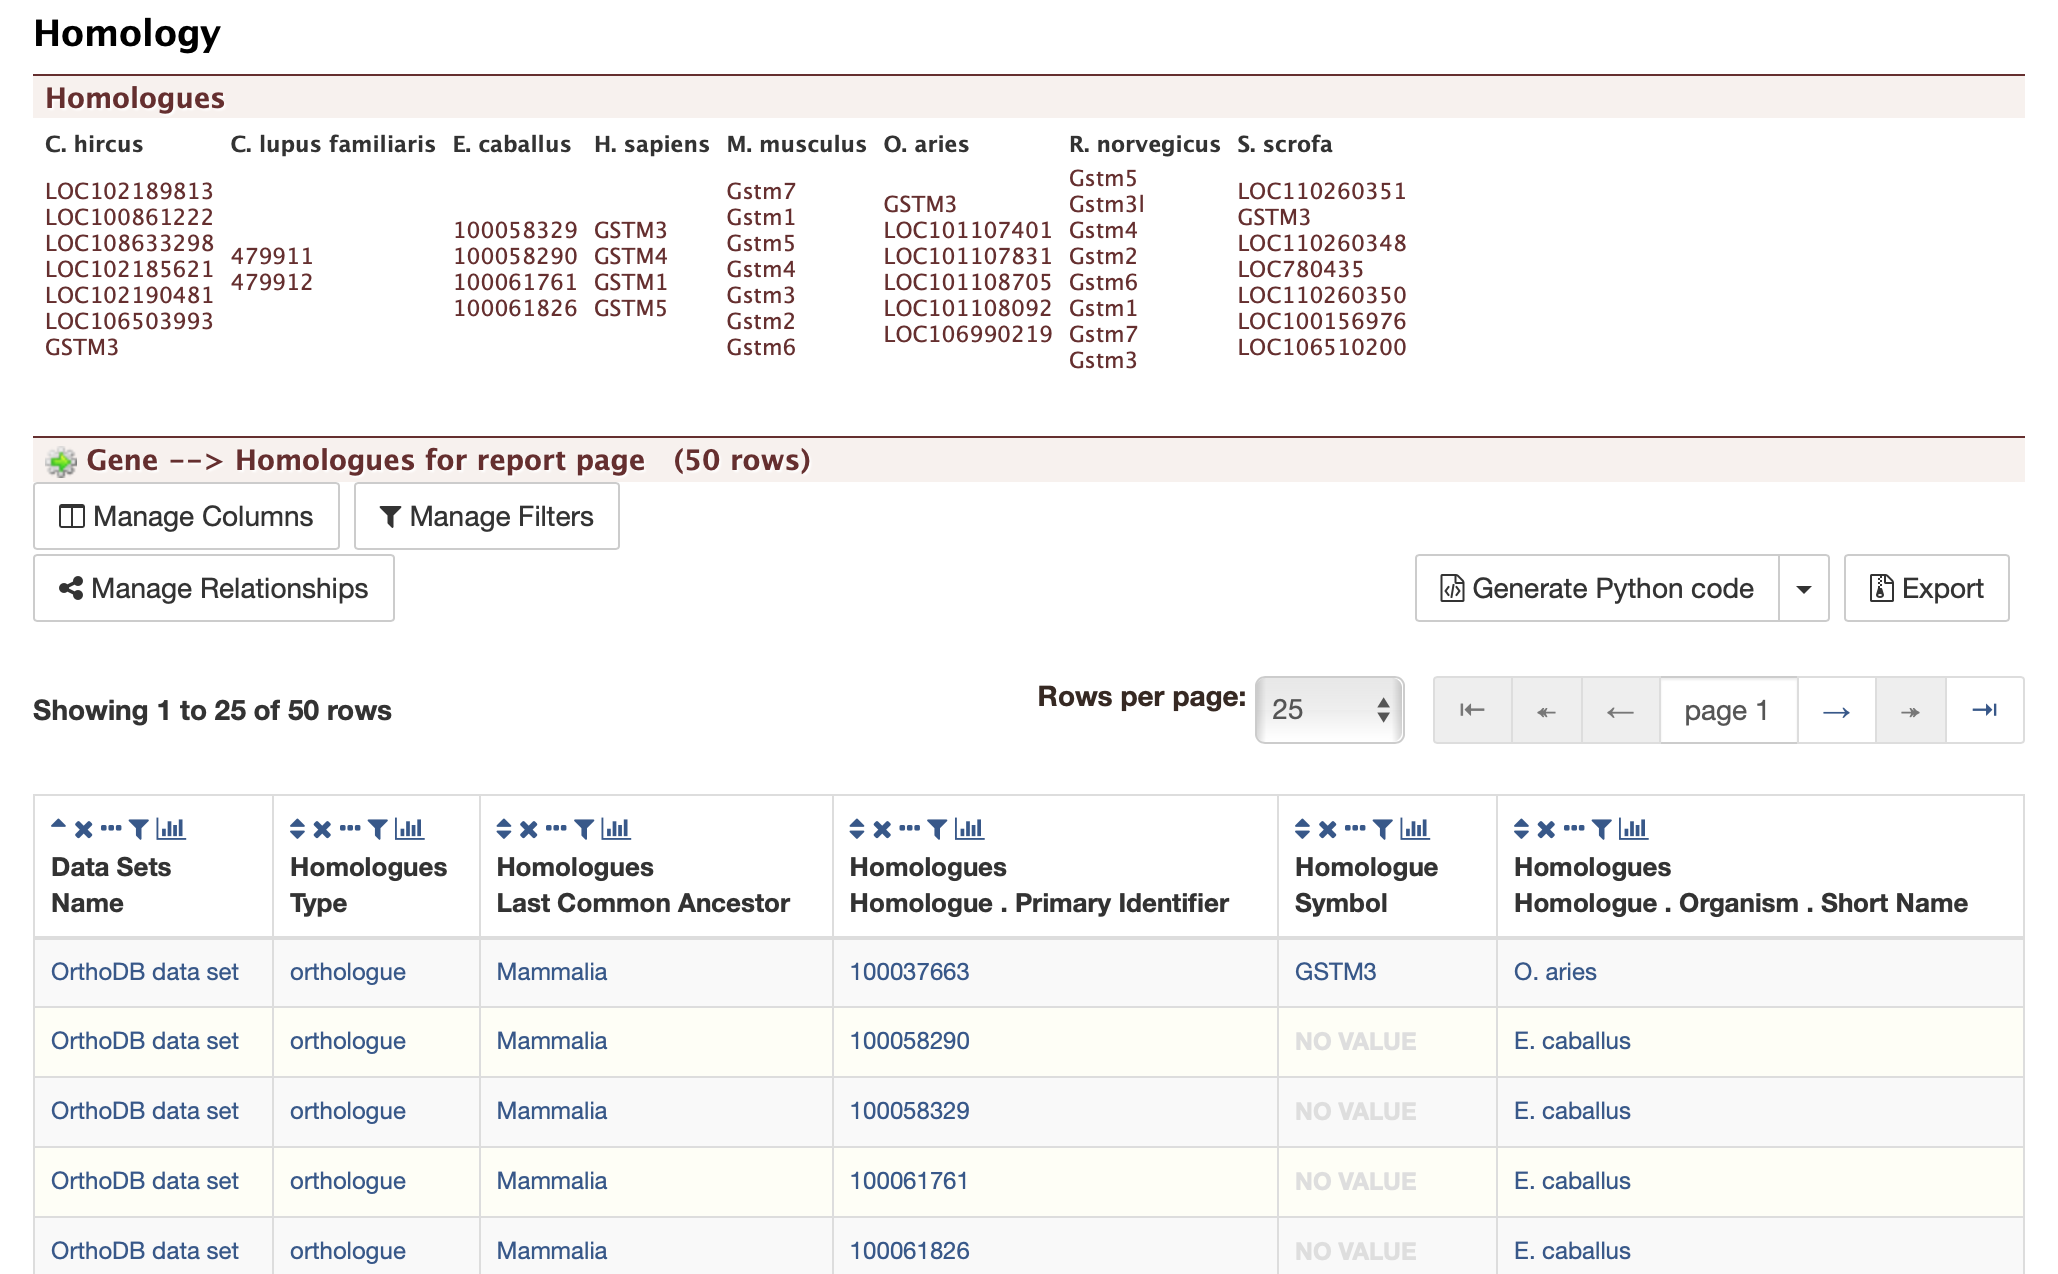 Homology
Homologues
C. hircus C. lupus familiaris E. caballus H. sapiens M. musculus O. aries R. norvegicus S. scrofa
LOC102189813
LOC100861222
LOC108633298
LOC102185621
LOC102190481
LOC106503993
GSTM3
479911
479912
100058329
100058290
100061761
100061826
GSTM3
GSTM4
GSTM1
GSTM5
Gstm7
Gstm1
Gstm5
Gstm4
Gstm3
Gstm2
Gstm6
GSTM3
LOC101107401
LOC101107831
LOC101108705
LOC101108092
LOC106990219
Gstm5
Gstm3l
Gstm4
Gstm2
Gstm6
Gstm1
Gstm7
Gstm3
LOC110260351
GSTM3
LOC110260348
LOC780435
LOC110260350
LOC100156976
LOC106510200
Gene --> Homologues for report page (50 rows)
Manage Columns Manage Filters
Manage Relationships Generate Python code Export
Showing 1 to 25 of 50 rows Rows per page: 25 page 1
Data Sets Name
Homologues Type
Homologues Last Common Ancestor
Homologues Homologue . Primary Identifier
Homologue Symbol
Homologues Homologue . Organism . Short Name
OrthoDB data set orthologue Mammalia 100037663 GSTM3 O. aries
OrthoDB data set orthologue Mammalia 100058290 NO VALUE E. caballus
OrthoDB data set orthologue Mammalia 100058329 NO VALUE E. caballus
OrthoDB data set orthologue Mammalia 100061761 NO VALUE E. caballus
OrthoDB data set orthologue Mammalia 100061826 NO VALUE E. caballus